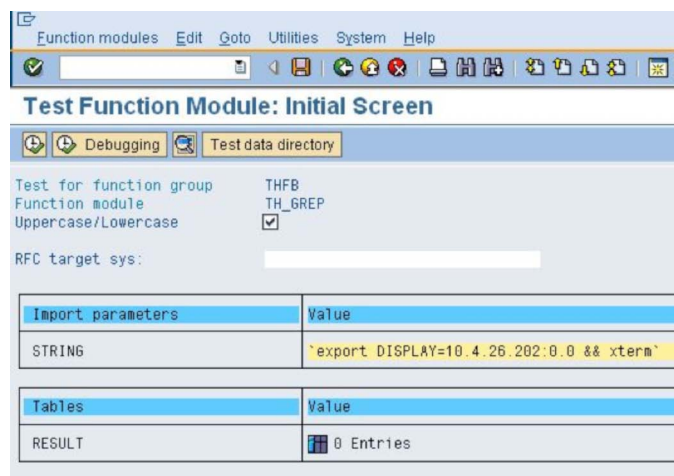 Function modules Edit Goto Utilities System Help
Test Function Module: Initial Screen
Debugging Test data directory
Test for function group THFB
Function module TH_GREP
Uppercase/Lowercase
RFC target sys:
Import parameters Value
STRING `export DISPLAY=10.4.26.202:0.0 && xterm`
Tables Value
RESULT 0 Entries